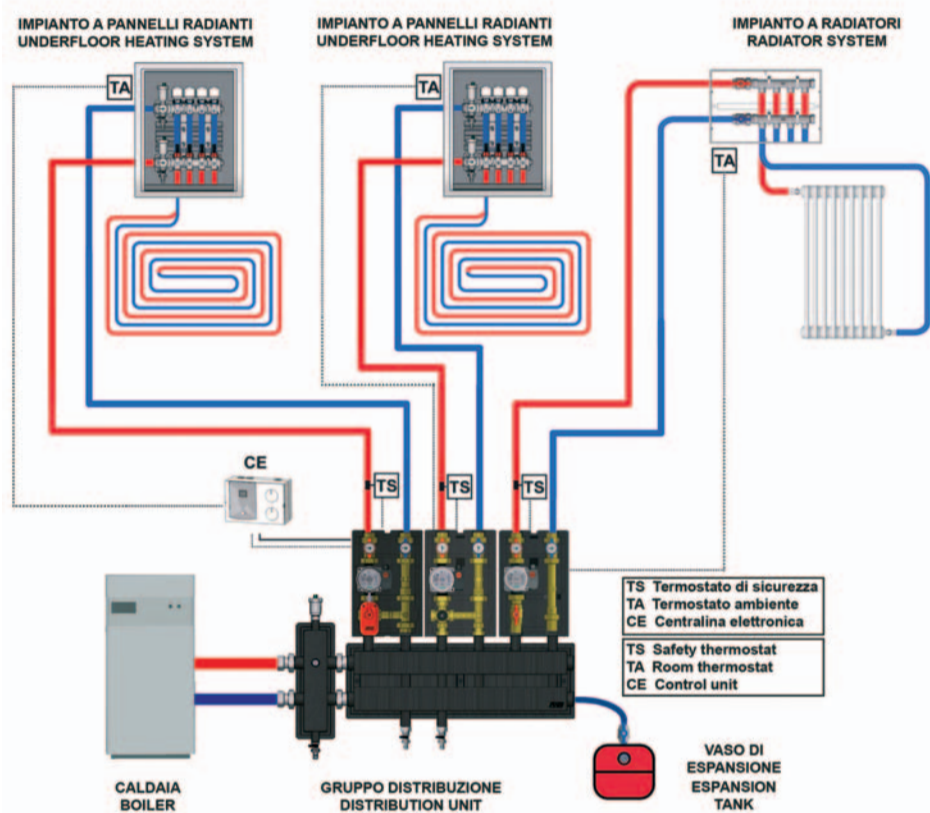 IMPIANTO A PANNELLI RADIANTI
UNDERFLOOR HEATING SYSTEM
IMPIANTO A PANNELLI RADIANTI
UNDERFLOOR HEATING SYSTEM
IMPIANTO A RADIATORI
RADIATOR SYSTEM
TA
TA
TA
CE
TS
TS
TS
TS Termostato di sicurezza
TA Termostato ambiente
CE Centralina elettronica
TS Safety thermostat
TA Room thermostat
CE Control unit
CALDAIA
BOILER
GRUPPO DISTRIBUZIONE
DISTRIBUTION UNIT
VASO DI
ESPANSIONE
EXPANSION
TANK